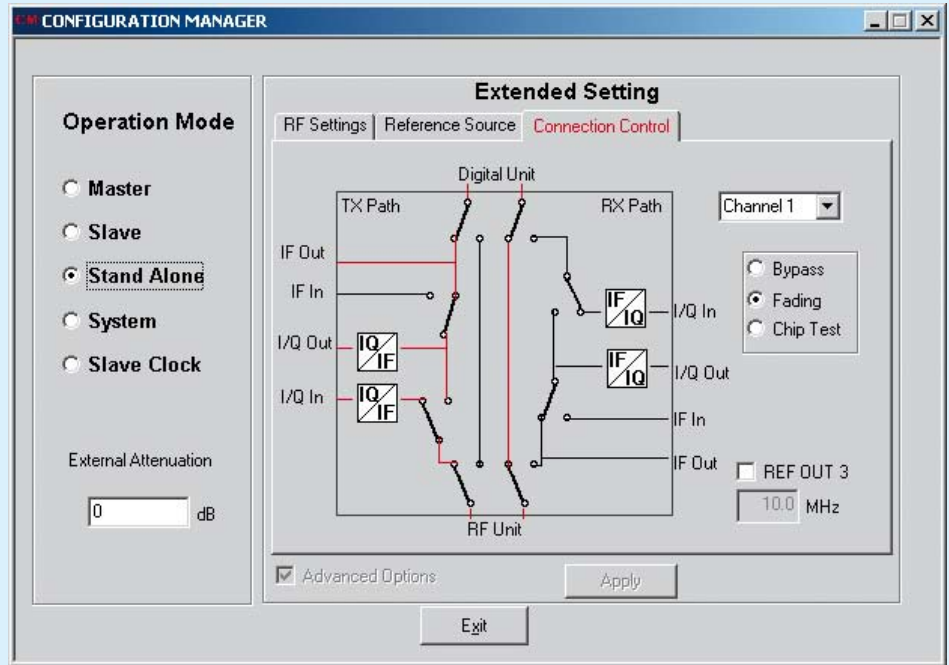 CM CONFIGURATION MANAGER
Operation Mode
Master
Slave
Stand Alone
System
Slave Clock
External Attenuation
0 dB
Extended Setting
RF Settings
Reference Source
Connection Control
Digital Unit
TX Path
RX Path
IF Out
IF In
I/Q Out
IQ
IF
I/Q In
IQ
IF
IF
IQ
I/Q In
IF
IQ
I/Q Out
IF In
IF Out
RF Unit
Channel 1
Bypass
Fading
Chip Test
REF OUT 3
10.0 MHz
Advanced Options
Apply
Exit